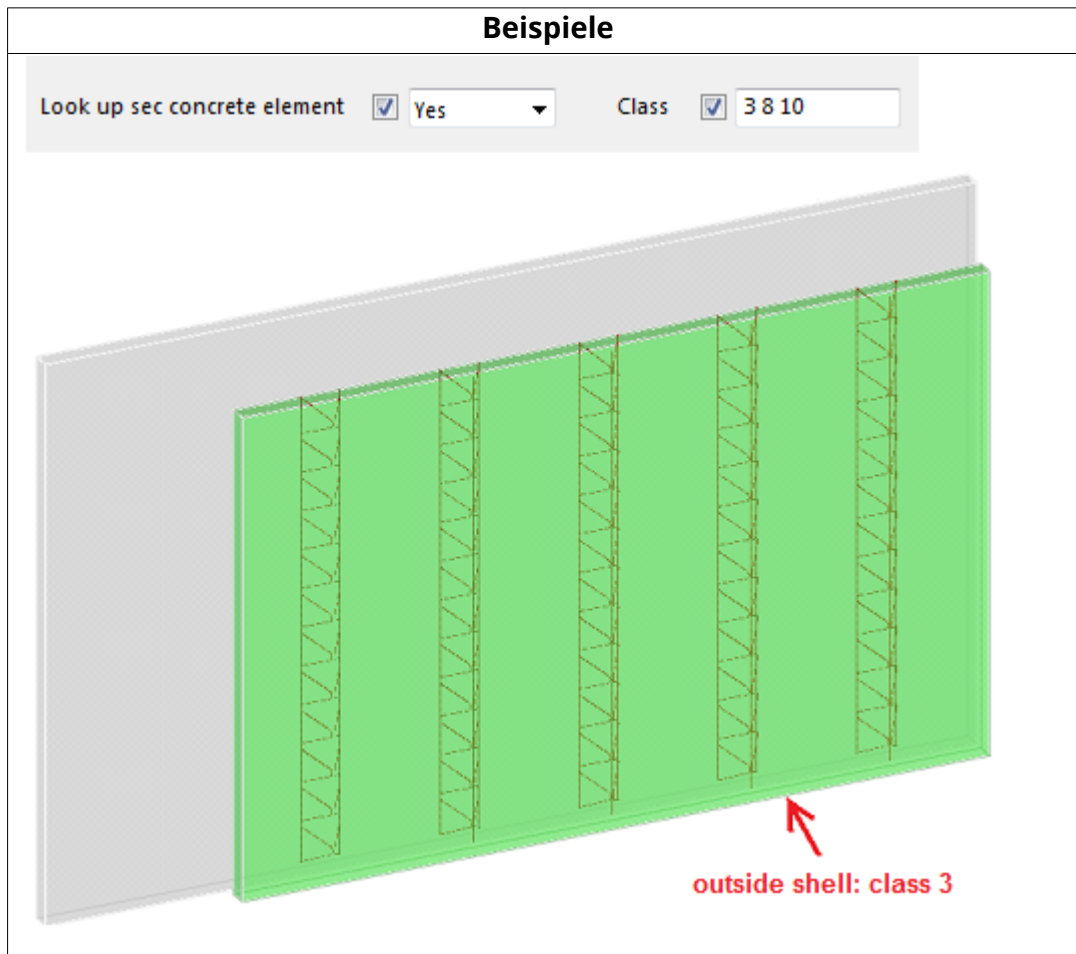 Beispiele
Look up sec concrete element Yes Class 3 8 10
outside shell: class 3